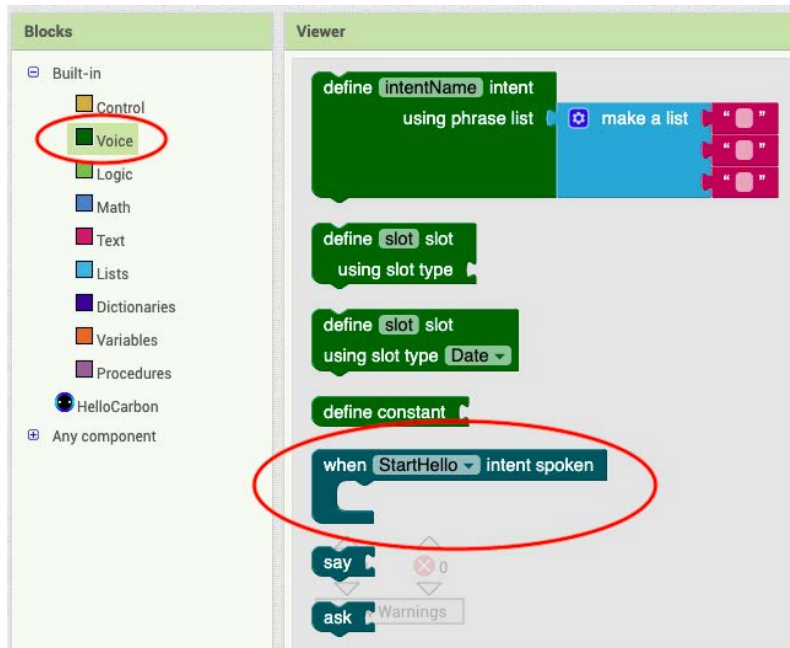 Blocks
Built-in
Control
Voice
Logic
Math
Text
Lists
Dictionaries
Variables
Procedures
HelloCarbon
Any component
Viewer
define intentName intent
using phrase list make a list “ ”
“ ”
“ ”
define slot slot
using slot type
define slot slot
using slot type Date
define constant
when StartHello intent spoken
say 0
ask Warnings